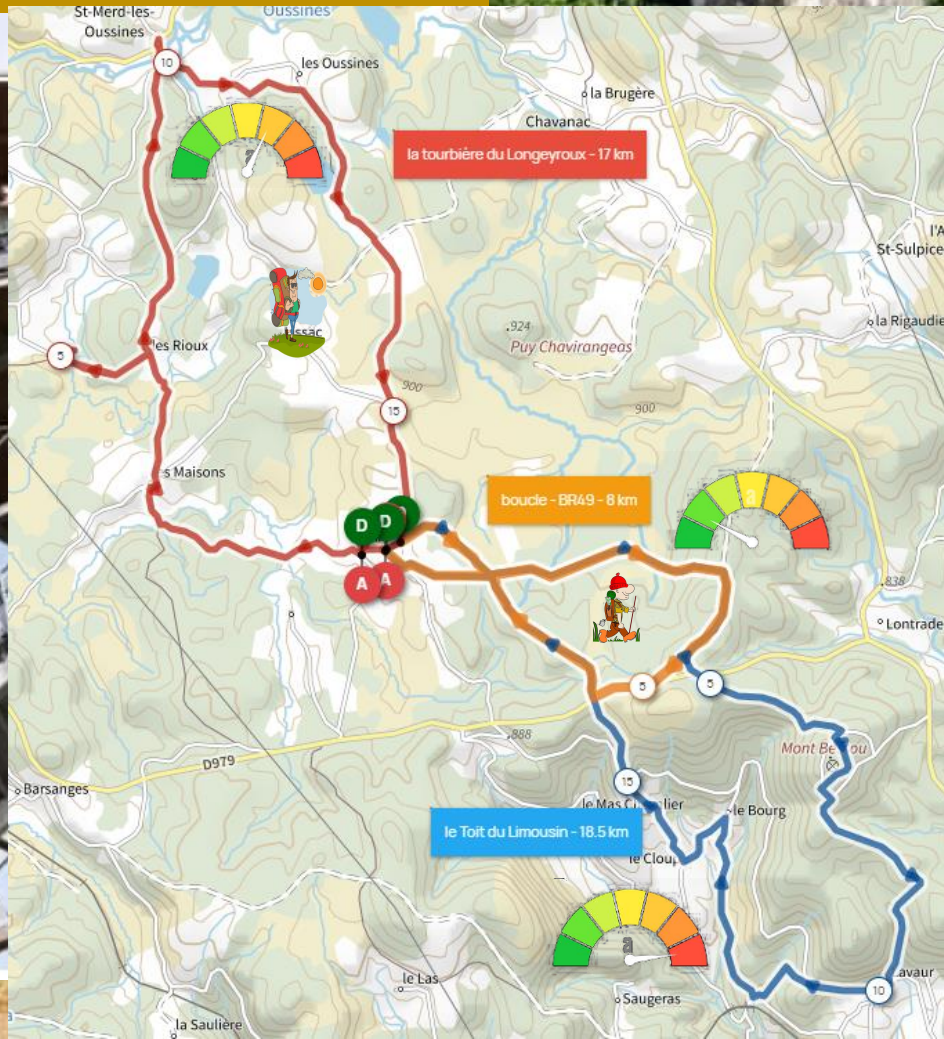 St-Merd-les-
Oussines
Oussines
10
les Oussines
la Brugère
Chavanac
la tourbière du Longeyroux - 17 km
St-Sulpice
la Rigaudie
.924
Puy Chavirangeas
5
les Rioux
900
900
15
s Maisons
boucle - BR49 - 8 km
D
D
A
A
838
Lontrade
5
5
888
D979
Barsanges
15
le Bourg
le Toit du Limousin - 18.5 km
a
le Las
10
Saugeras
la Saulière